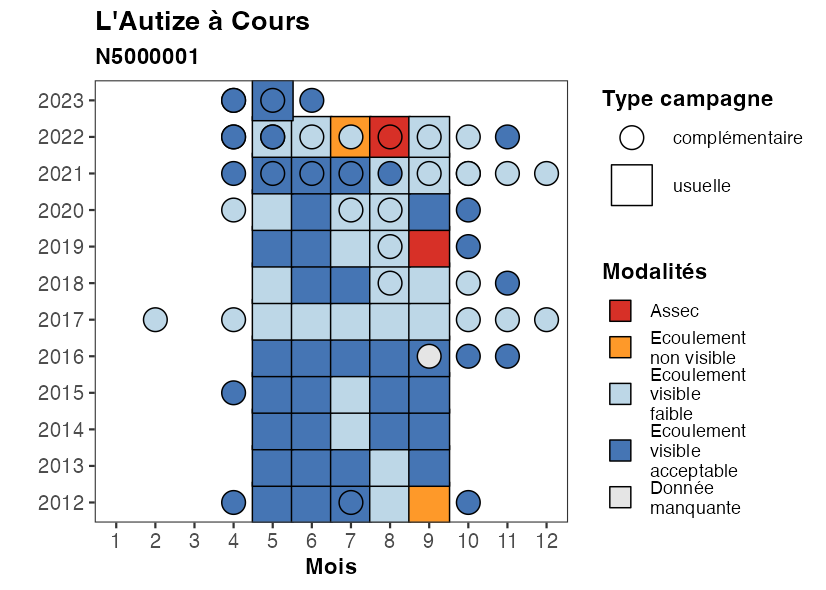 L'Autize à Cours
N5000001
2023
2022
2021
2020
2019
2018
2017
2016
2015
2014
2013
2012
1 2 3 4 5 6 7 8 9 10 11 12
Mois
Type campagne
complémentaire
usuelle
Modalités
Assec
Ecoulement
non visible
Ecoulement
visible
faible
Ecoulement
visible
acceptable
Donnée
manquante